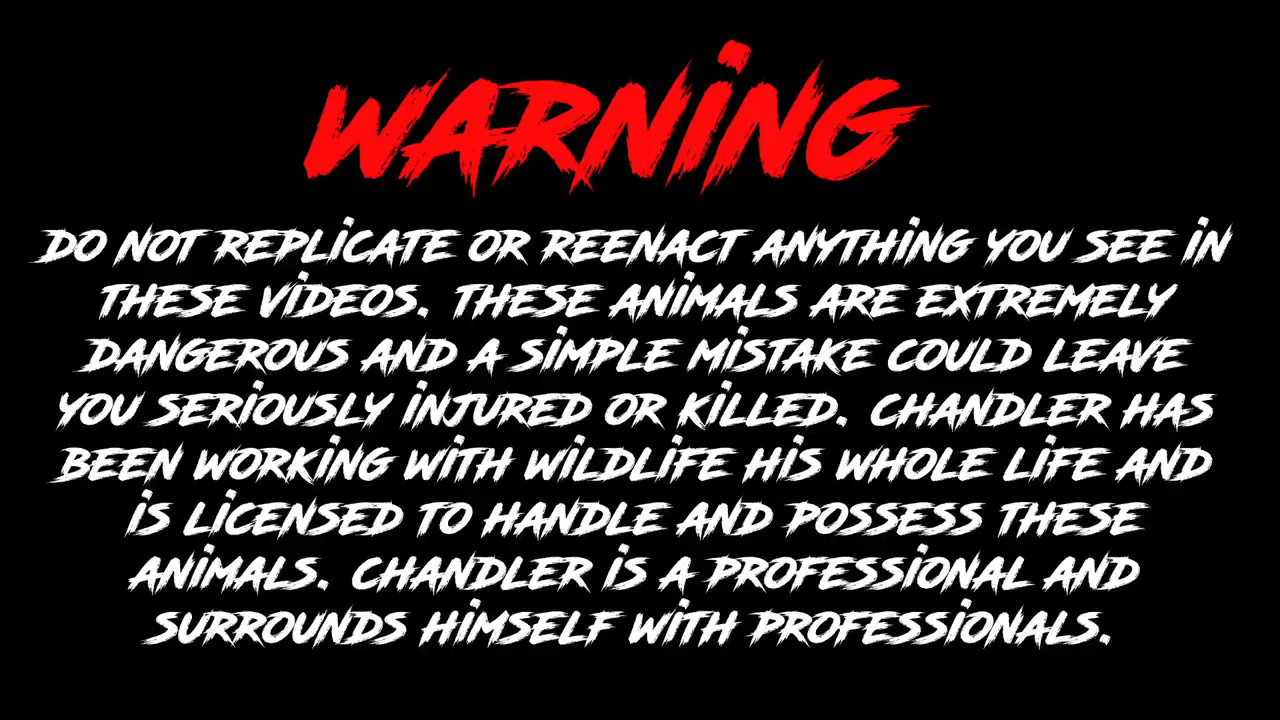 WARNING
DO NOT REPLICATE OR REENACT ANYTHING YOU SEE IN
THESE VIDEOS. THESE ANIMALS ARE EXTREMELY
DANGEROUS AND A SIMPLE MISTAKE COULD LEAVE
YOU SERIOUSLY INJURED OR KILLED. CHANDLER HAS
BEEN WORKING WITH WILDLIFE HIS WHOLE LIFE AND
IS LICENSED TO HANDLE AND POSSESS THESE
ANIMALS. CHANDLER IS A PROFESSIONAL AND
SURROUNDS HIMSELF WITH PROFESSIONALS.